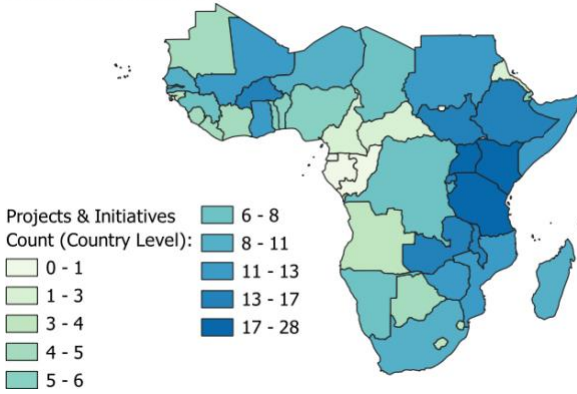 Projects & Initiatives
Count (Country Level):
0 - 1
1 - 3
3 - 4
4 - 5
5 - 6
6 - 8
8 - 11
11 - 13
13 - 17
17 - 28